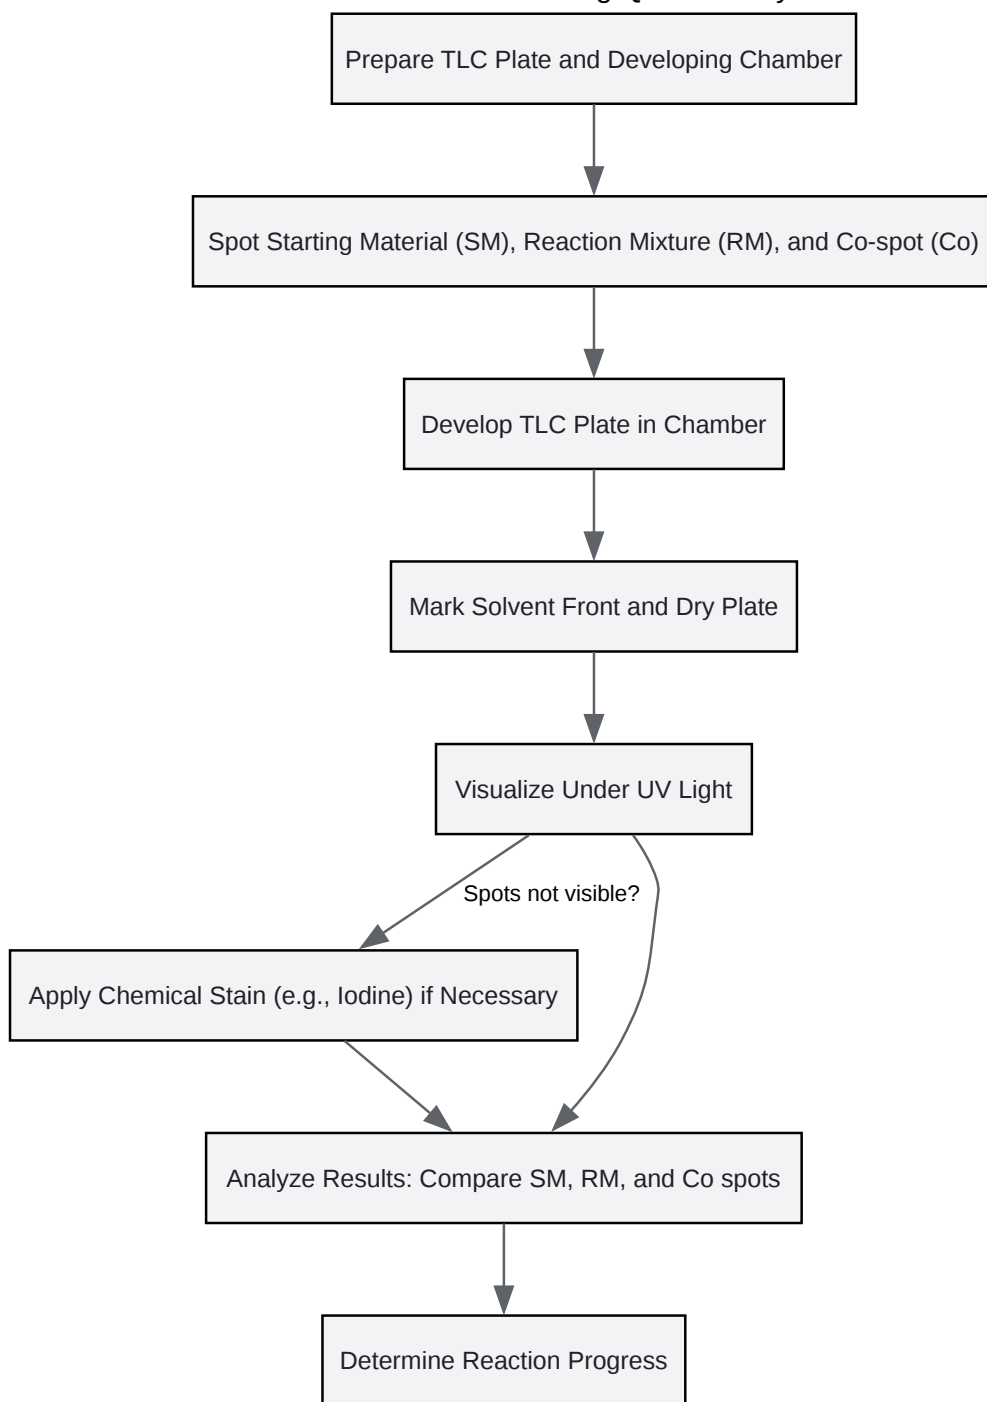 Prepare TLC Plate and Developing Chamber
Spot Starting Material (SM), Reaction Mixture (RM), and Co-spot (Co)
Develop TLC Plate in Chamber
Mark Solvent Front and Dry Plate
Visualize Under UV Light
Spots not visible?
Apply Chemical Stain (e.g., Iodine) if Necessary
Analyze Results: Compare SM, RM, and Co spots
Determine Reaction Progress